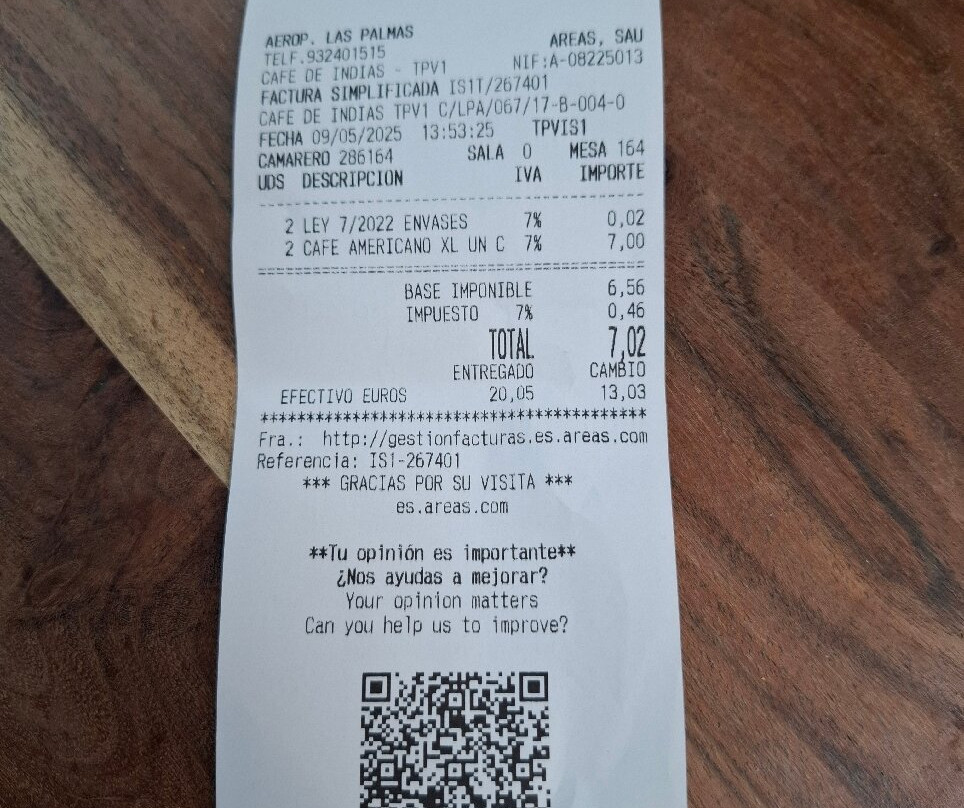 AEROP. LAS PALMAS AREAS, SAU
TELF.932401515 NIF:A-08225013
CAFE DE INDIAS - TPV1
FACTURA SIMPLIFICADA IS1T/267401
CAFE DE INDIAS TPV1 C/LPA/067/17-B-004-0
FECHA 09/05/2025 13:53:25 TPVIS1
CAMARERO 286164 SALA 0 MESA 164
UDS DESCRIPCION IVA IMPORTE
2 LEY 7/2022 ENVASES 7% 0,02
2 CAFE AMERICANO XL UN C 7% 7,00
BASE IMPONIBLE 6,56
IMPUESTO 7% 0,46
TOTAL 7,02
ENTREGADO CAMBIO
EFECTIVO EUROS 20,05 13,03
******************************************
Fra.: http://gestionfacturas.es.areas.com
Referencia: IS1-267401
*** GRACIAS POR SU VISITA ***
es.areas.com
**Tu opinión es importante**
¿Nos ayudas a mejorar?
Your opinion matters
Can you help us to improve?